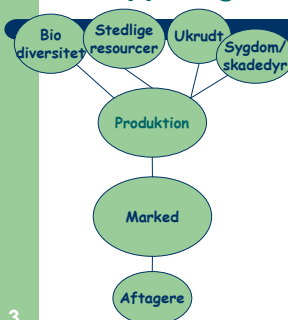 Bio
diversitet
Stedlige
resourcer
Ukrudt
Sygdom/
skadedyr
Produktion
Marked
Aftagere
3